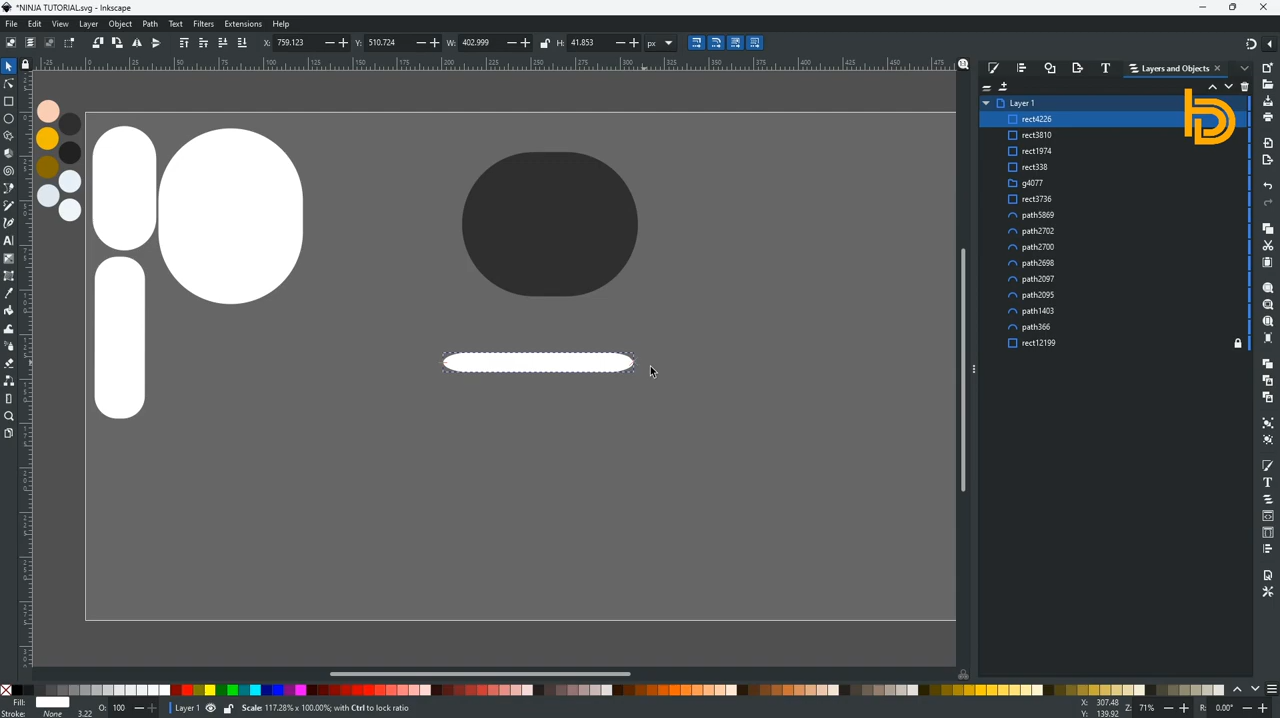 *NINJA TUTORIAL.svg - Inkscape
File Edit View Layer Object Path Text Filters Extensions Help
X: 759.123 Y: 510.724 W: 402.999 H: 41.853 px
Layers and Objects
Layer 1
rect4226
rect3810
rect1974
rect338
g4077
rect3736
path5869
path2702
path2700
path2698
path2097
path2095
path1403
path366
rect12199
Fill: O: 100 Layer 1 Scale: 117.28% x 100.00%; with Ctrl to lock ratio X: 307.48 Z: 71% R: 0.00°
Stroke: None 3.22 Y: 139.92